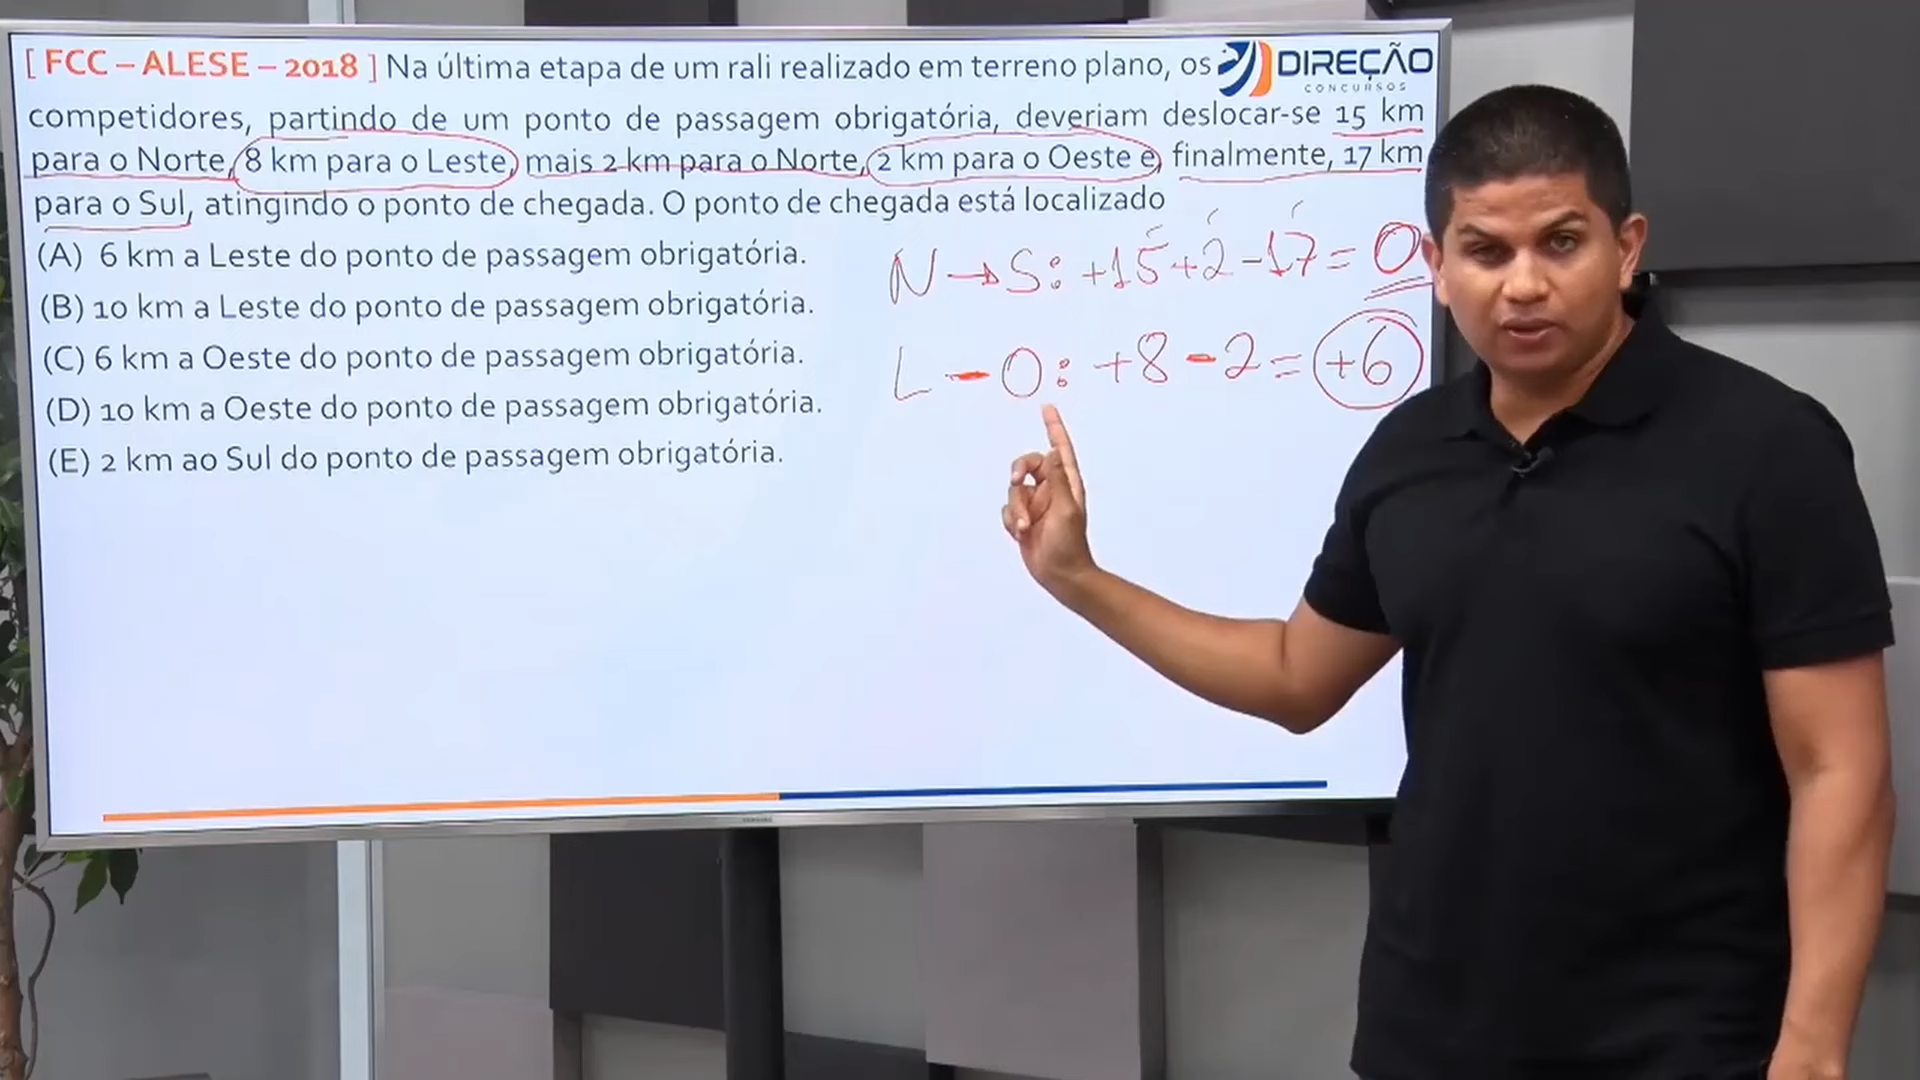 [ FCC – ALESE – 2018 ] Na última etapa de um rali realizado em terreno plano, os
DIREÇÃO
CONCURSOS
competidores, partindo de um ponto de passagem obrigatória, deveriam deslocar-se 15 km
para o Norte, 8 km para o Leste, mais 2 km para o Norte, 2 km para o Oeste e, finalmente, 17 km
para o Sul, atingindo o ponto de chegada. O ponto de chegada está localizado
(A) 6 km a Leste do ponto de passagem obrigatória.
(B) 10 km a Leste do ponto de passagem obrigatória.
(C) 6 km a Oeste do ponto de passagem obrigatória.
(D) 10 km a Oeste do ponto de passagem obrigatória.
(E) 2 km ao Sul do ponto de passagem obrigatória.
N → S: +15+2-17= 0
L - O: +8 - 2 = +6
SAMSUNG